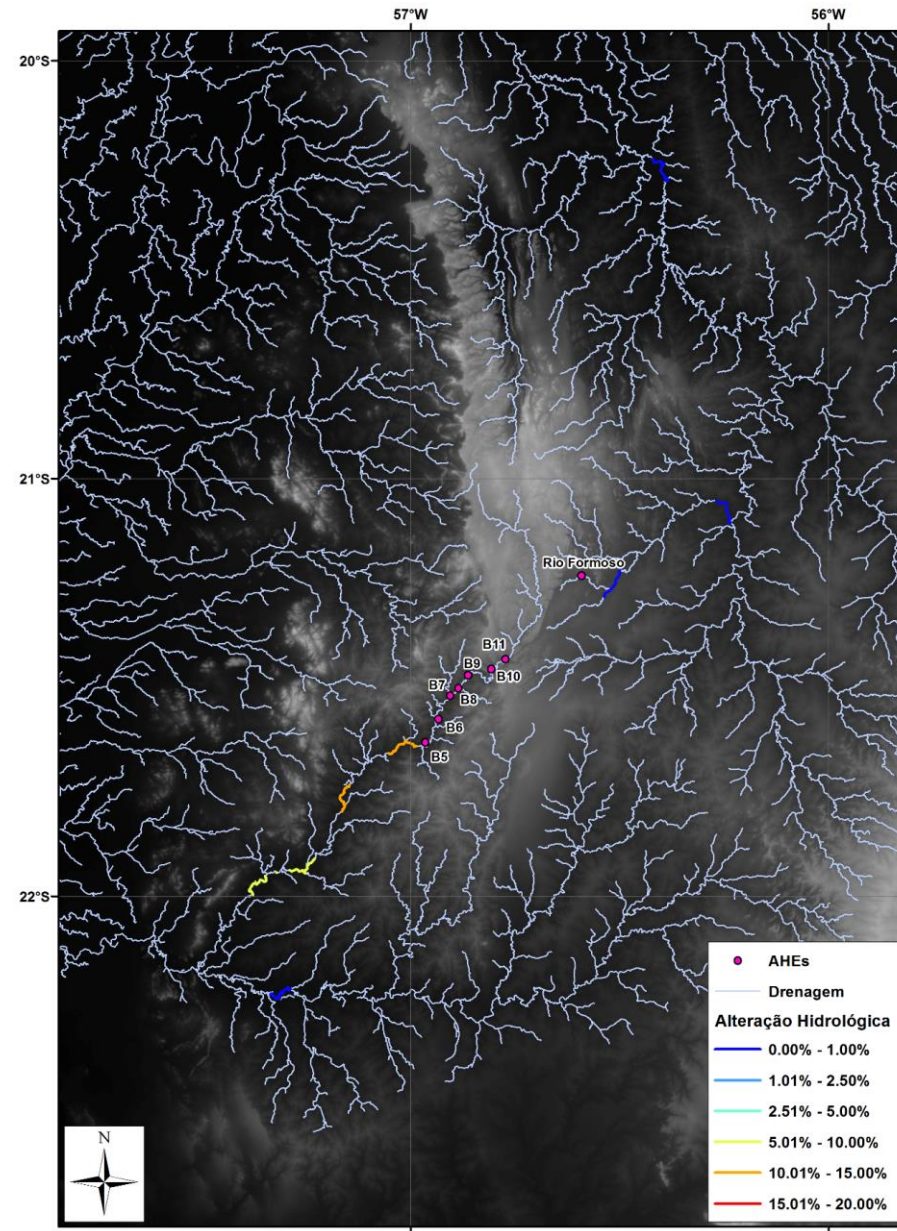 57°W
56°W
20°S
21°S
Rio Formoso
B11
B9
B10
B7
B8
B6
B5
22°S
AHEs
Drenagem
Alteração Hidrológica
0.00% - 1.00%
1.01% - 2.50%
2.51% - 5.00%
5.01% - 10.00%
10.01% - 15.00%
15.01% - 20.00%
N